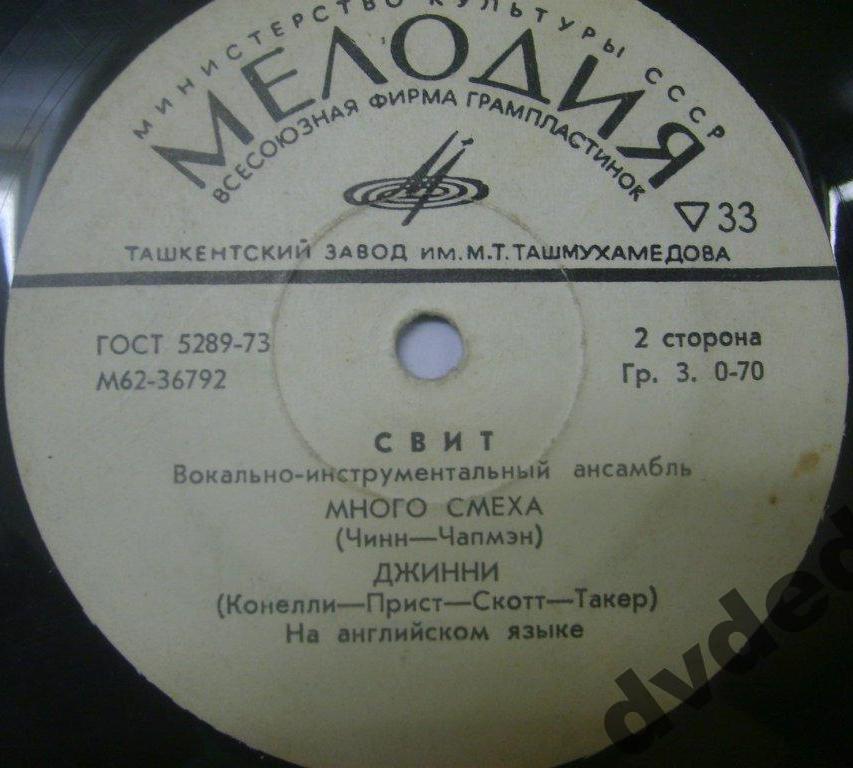 МИНИСТЕРСТВО КУЛЬТУРЫ СССР
МЕЛОДИЯ
ВСЕСОЮЗНАЯ ФИРМА ГРАМПЛАСТИНОК
33
ТАШКЕНТСКИЙ ЗАВОД ИМ. М.Т. ТАШМУХАМЕДОВА
ГОСТ 5289-73
М62-36792
2 сторона
Гр. 3. 0-70
СВИТ
Вокально-инструментальный ансамбль
МНОГО СМЕХА
(Чинн—Чапмэн)
ДЖИННИ
(Конелли—Прист—Скотт—Такер)
На английском языке